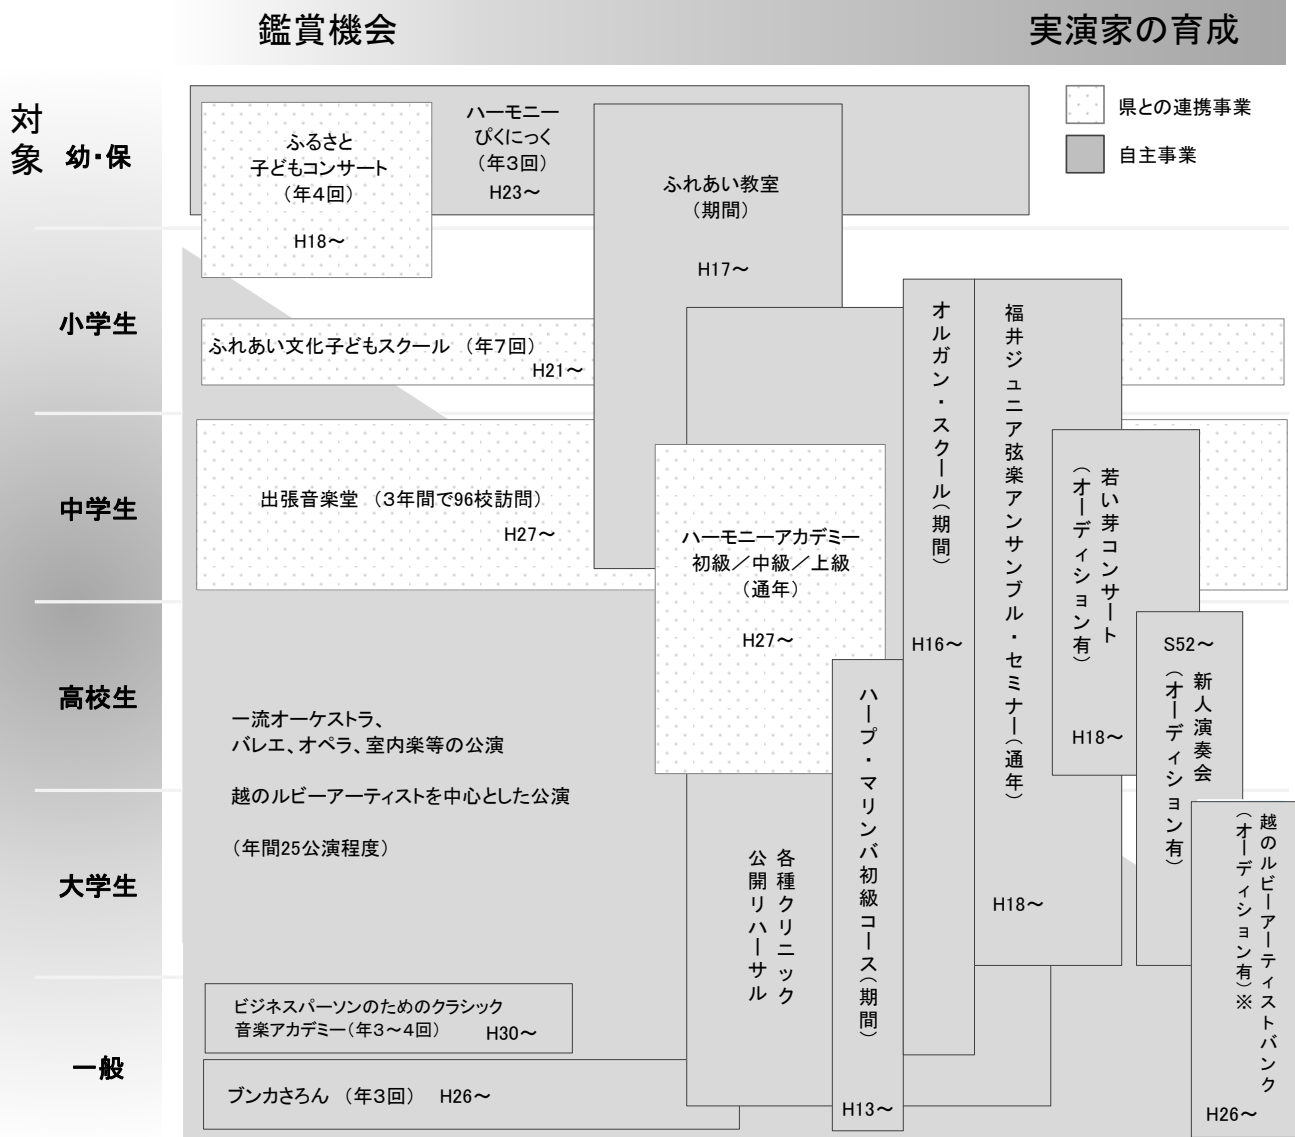 鑑賞機会
実演家の育成
対象
県との連携事業
自主事業
幼・保
小学生
中学生
高校生
大学生
一般
ふるさと
子どもコンサート
（年４回）
H18～
ハーモニー
ぴくにっく
（年３回）
H23～
ふれあい教室
（期間）
H17～
ふれあい文化子どもスクール （年７回）
H21～
出張音楽堂 （３年間で96校訪問）
H27～
ハーモニーアカデミー
初級／中級／上級
（通年）
H27～
オルガン・スクール（期間）
H16～
福井ジュニア弦楽アンサンブル・セミナー（通年）
H18～
若い芽コンサート
（オーディション有）
H18～
S52～
新人演奏会
（オーディション有）
越のルビーアーティストバンク
（オーディション有）※
H26～
一流オーケストラ、
バレエ、オペラ、室内楽等の公演
越のルビーアーティストを中心とした公演
（年間25公演程度）
各種クリニック
公開リハーサル
ハープ・マリンバ初級コース（期間）
H13～
ビジネスパーソンのためのクラシック
音楽アカデミー（年３～４回） H30～
ブンカさろん （年３回） H26～